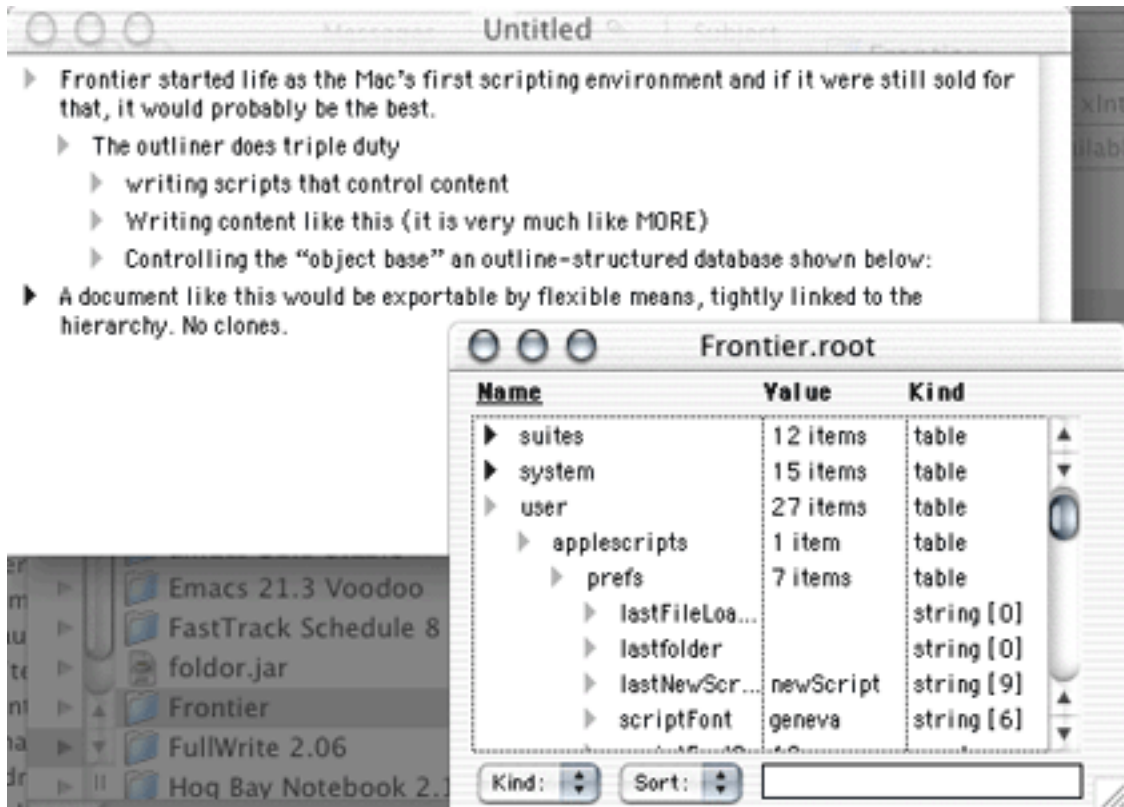 Untitled
Frontier started life as the Mac's first scripting environment and if it were still sold for
that, it would probably be the best.
The outliner does triple duty
writing scripts that control content
Writing content like this (it is very much like MORE)
Controlling the “object base” an outline-structured database shown below:
A document like this would be exportable by flexible means, tightly linked to the
hierarchy. No clones.
Frontier.root
Name Value Kind
suites 12 items table
system 15 items table
user 27 items table
applescripts 1 item table
prefs 7 items table
lastFileLoa... string [0]
lastfolder string [0]
lastNewScr... newScript string [9]
scriptFont geneva string [6]
Kind: Sort:
Emacs 21.3 Voodoo
FastTrack Schedule 8
foldor.jar
Frontier
FullWrite 2.06
Hog Bay Notebook 2.